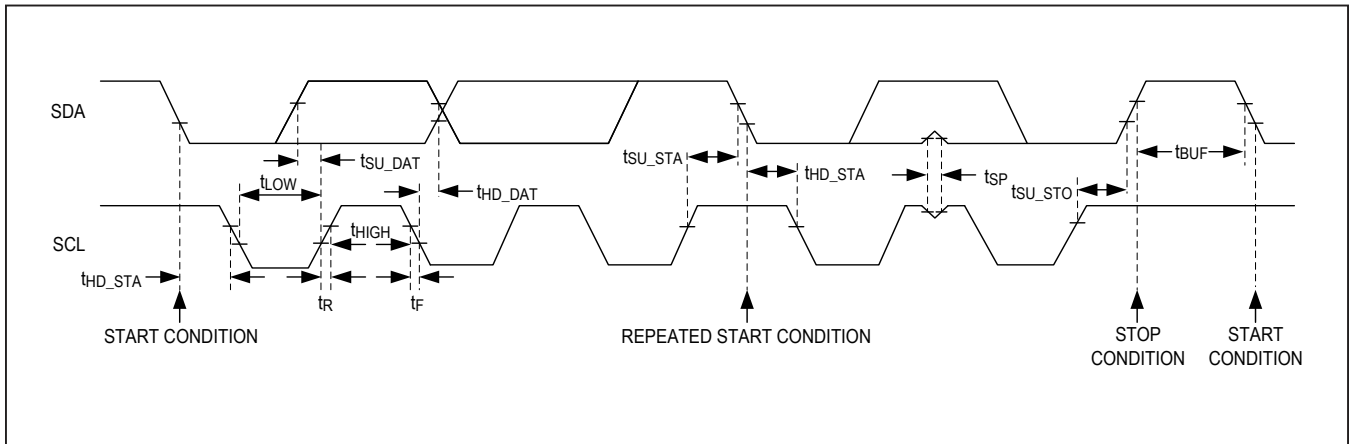 SDA
tSU_DAT
tLOW
tHD_DAT
tSU_STA
tHD_STA
tSP
tBUF
tSU_STO
SCL
tHIGH
tHD_STA
tR
tF
START CONDITION
REPEATED START CONDITION
STOP
CONDITION
START
CONDITION